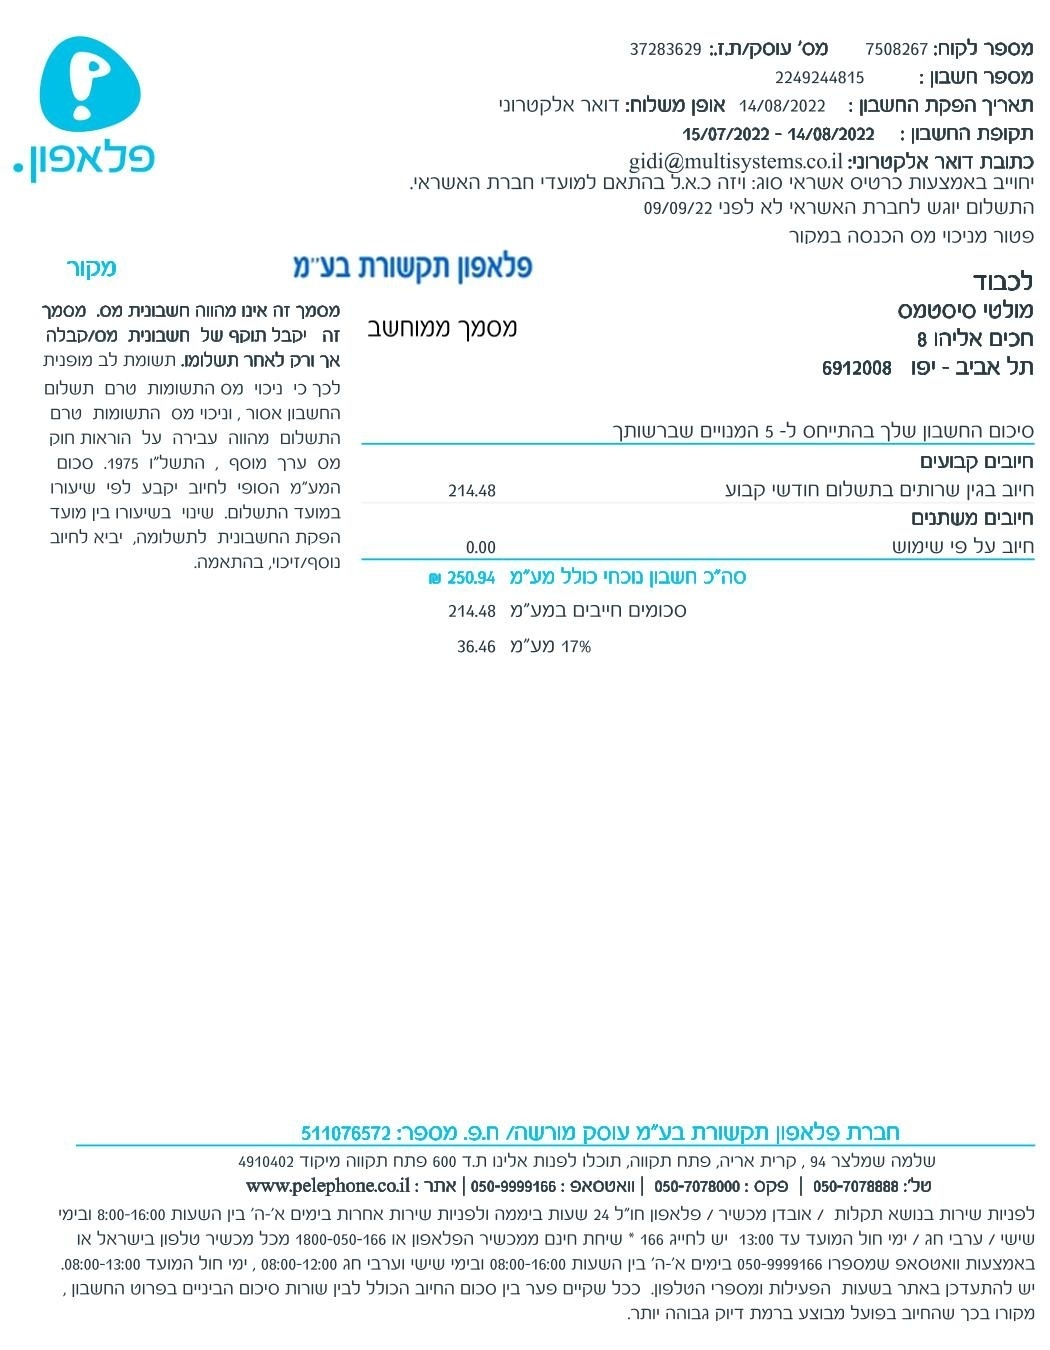 פלאפון.
מספר לקוח: 7508267 מס' עוסק/ת.ז.: 37283629
מספר חשבון : 2249244815
תאריך הפקת החשבון : 14/08/2022 אופן משלוח: דואר אלקטרוני
תקופת החשבון : 15/07/2022 - 14/08/2022
כתובת דואר אלקטרוני: gidi@multisystems.co.il
יחוייב באמצעות כרטיס אשראי סוג: ויזה כ.א.ל בהתאם למועדי חברת האשראי.
התשלום יוגש לחברת האשראי לא לפני 09/09/22
פטור מניכוי מס הכנסה במקור
פלאפון תקשורת בע"מ
מקור
מסמך ממוחשב
לכבוד
מולטי סיסטמס
חכים אליהו 8
תל אביב - יפו 6912008
מסמך זה אינו מהווה חשבונית מס. מסמך
זה יקבל תוקף של חשבונית מס/קבלה
אך ורק לאחר תשלומו. תשומת לב מופנית
לכך כי ניכוי מס התשומות טרם תשלום
החשבון אסור , וניכוי מס התשומות טרם
התשלום מהווה עבירה על הוראות חוק
מס ערך מוסף , התשל"ו 1975. סכום
המע"מ הסופי לחיוב יקבע לפי שיעורו
במועד התשלום. שינוי בשיעורו בין מועד
הפקת החשבונית לתשלומה, יביא לחיוב
נוסף/זיכוי, בהתאמה.
סיכום החשבון שלך בהתייחס ל- 5 המנויים שברשותך
חיובים קבועים
חיוב בגין שרותים בתשלום חודשי קבוע 214.48
חיובים משתנים
חיוב על פי שימוש 0.00
סה"כ חשבון נוכחי כולל מע"מ 250.94 ₪
סכומים חייבים במע"מ 214.48
17% מע"מ 36.46
חברת פלאפון תקשורת בע"מ עוסק מורשה/ ח.פ. מספר: 511076572
שלמה שמלצר 94 , קרית אריה, פתח תקווה, תוכלו לפנות אלינו ת.ד 600 פתח תקווה מיקוד 4910402
טל': 050-7078888 | פקס : 050-7078000 | וואטסאפ : 050-9999166 | אתר : www.pelephone.co.il
לפניות שירות בנושא תקלות / אובדן מכשיר / פלאפון חו"ל 24 שעות ביממה ולפניות שירות אחרות בימים א'-ה' בין השעות 8:00-16:00 ובימי
שישי / ערבי חג / ימי חול המועד עד 13:00 יש לחייג 166 * שיחת חינם ממכשיר הפלאפון או 1800-050-166 מכל מכשיר טלפון בישראל או
באמצעות וואטסאפ שמספרו 050-9999166 בימים א'-ה' בין השעות 08:00-16:00 ובימי שישי וערבי חג 08:00-12:00 , ימי חול המועד 08:00-13:00.
יש להתעדכן באתר בשעות הפעילות ומספרי הטלפון. ככל שקיים פער בין סכום החיוב הכולל לבין שורות סיכום הביניים בפרוט החשבון ,
מקורו בכך שהחיוב בפועל מבוצע ברמת דיוק גבוהה יותר.